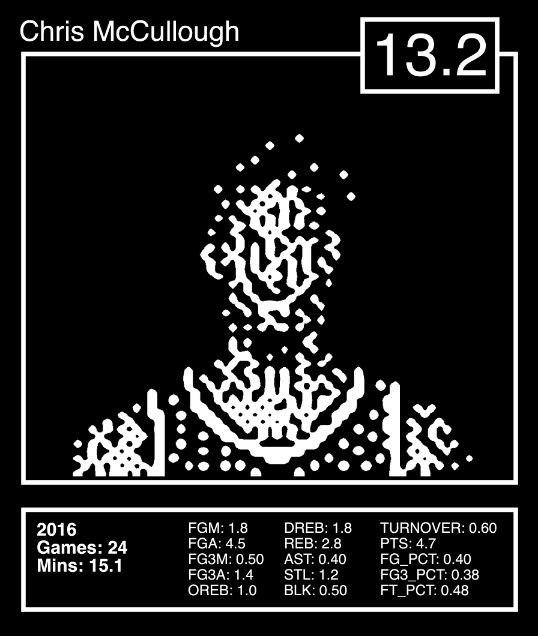 Chris McCullough
13.2
2016
Games: 24
Mins: 15.1
FGM: 1.8
FGA: 4.5
FG3M: 0.50
FG3A: 1.4
OREB: 1.0
DREB: 1.8
REB: 2.8
AST: 0.40
STL: 1.2
BLK: 0.50
TURNOVER: 0.60
PTS: 4.7
FG_PCT: 0.40
FG3_PCT: 0.38
FT_PCT: 0.48